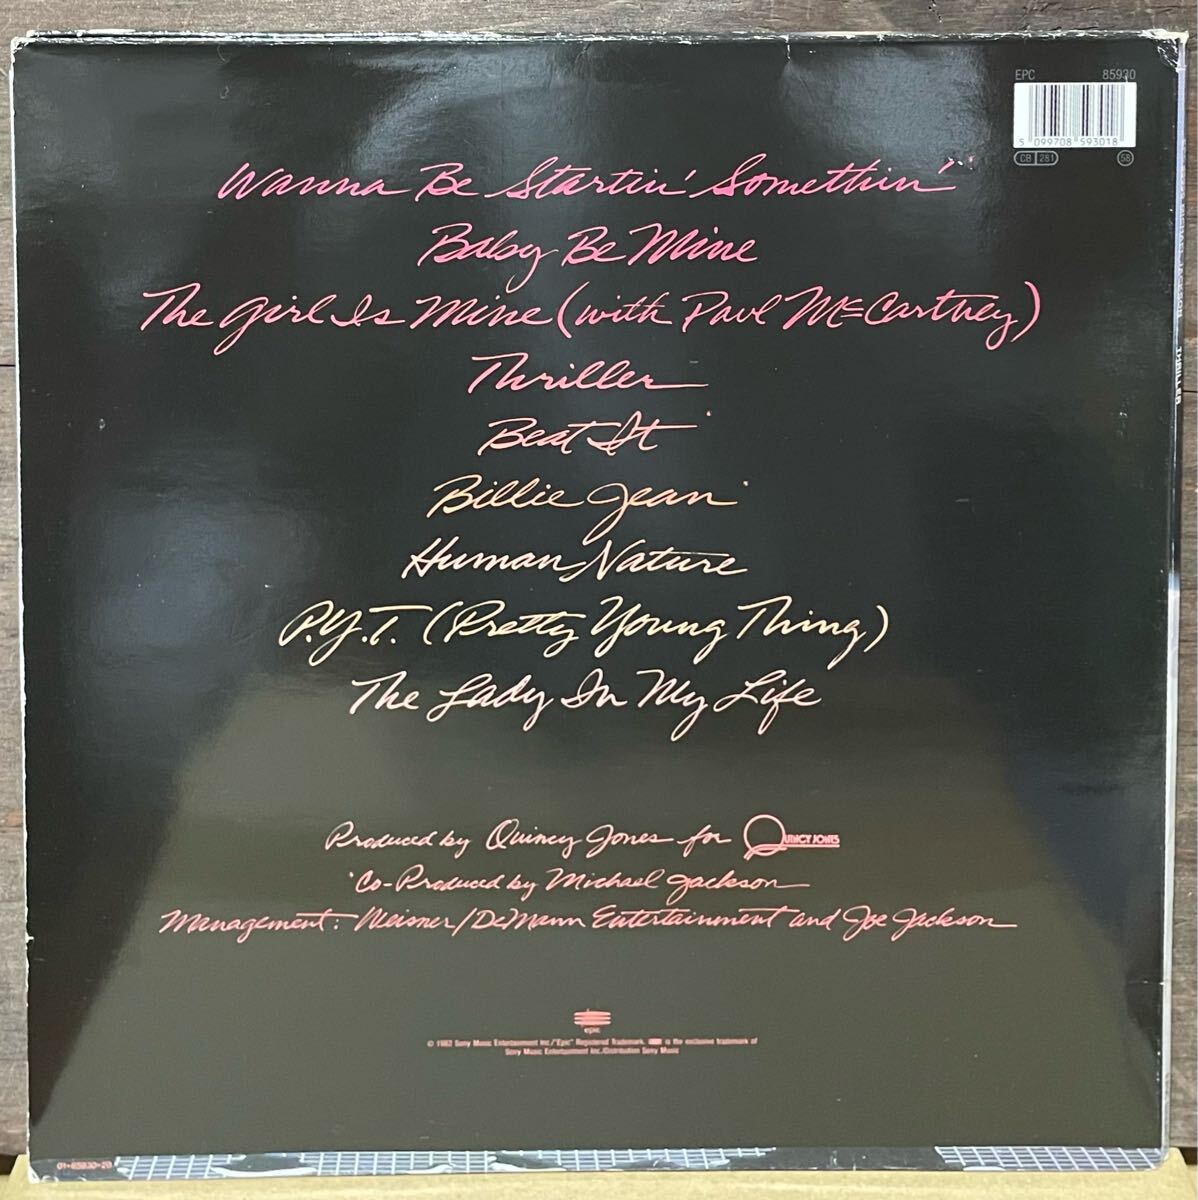 EPC 85930
5 099708 593018
CB 281 58
Wanna Be Startin' Somethin'
Baby Be Mine
The Girl Is Mine (with Paul McCartney)
Thriller
Beat It
Billie Jean
Human Nature
P.Y.T. (Pretty Young Thing)
The Lady In My Life
Produced by Quincy Jones for QUINCY JONES
Co-Produced by Michael Jackson
Management: Weisner/DeMann Entertainment and Joe Jackson
epic
© 1982 Sony Music Entertainment Inc./"Epic" Registered Trademark. is the exclusive trademark of
Sony Music Entertainment Inc./Distribution Sony Music
01-85930-20
THRILLER